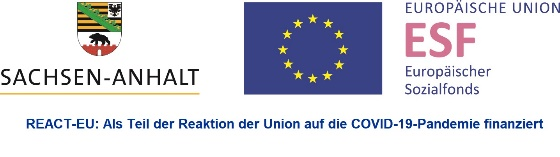 EUROPÄISCHE UNION
ESF
Europäischer
Sozialfonds
SACHSEN-ANHALT
REACT-EU: Als Teil der Reaktion der Union auf die COVID-19-Pandemie finanziert